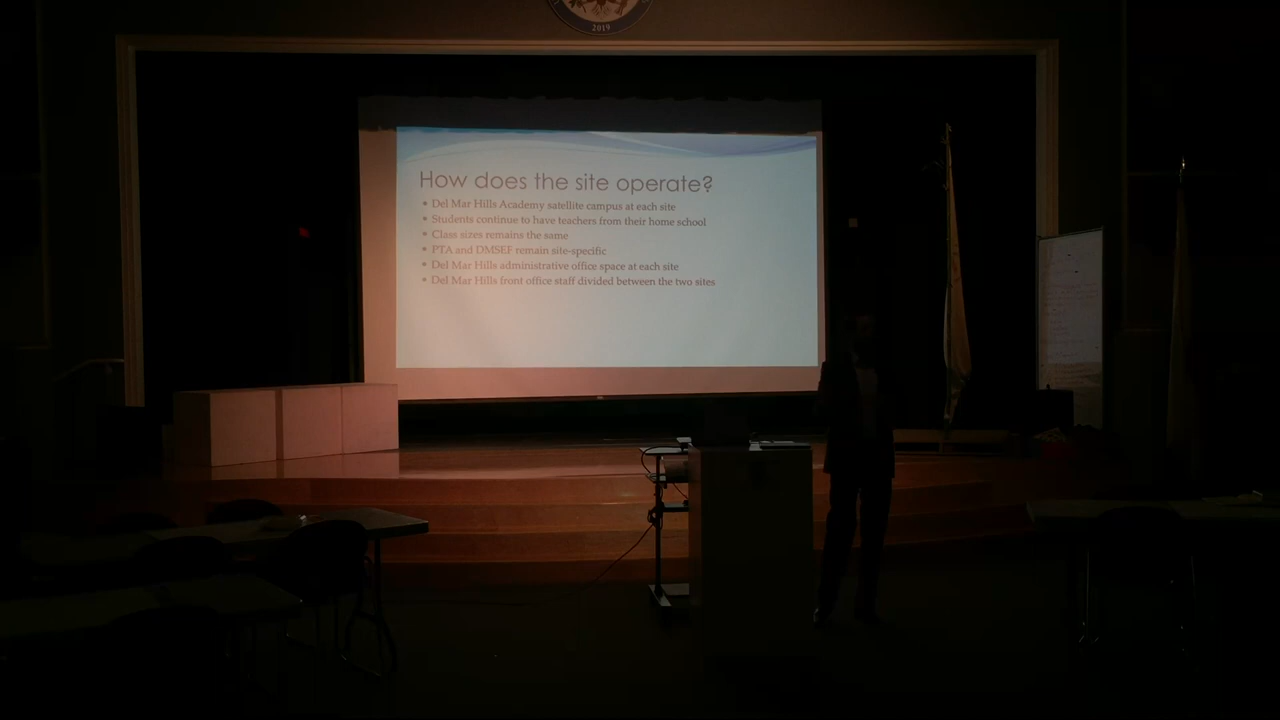 2019
How does the site operate?
• Del Mar Hills Academy satellite campus at each site
• Students continue to have teachers from their home school
• Class sizes remains the same
• PTA and DMSEF remain site-specific
• Del Mar Hills administrative office space at each site
• Del Mar Hills front office staff divided between the two sites